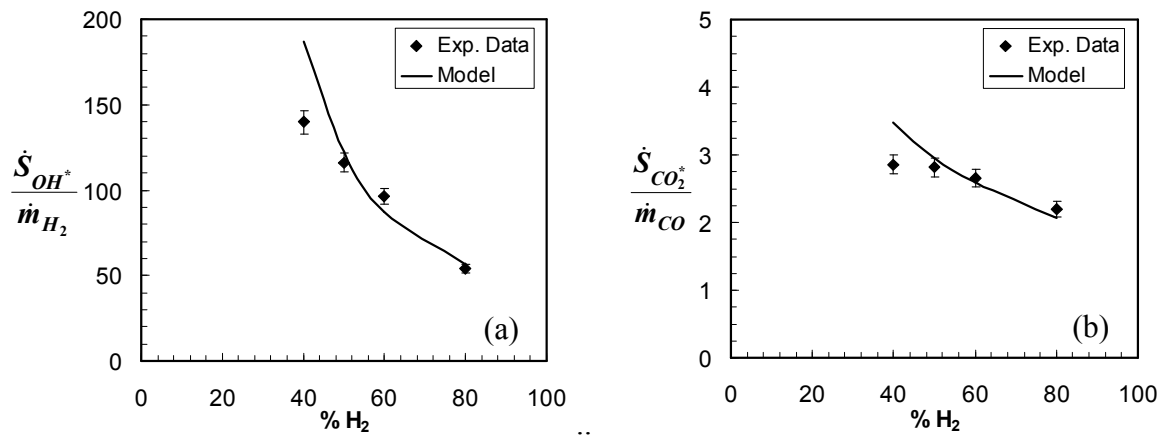 200
150
100
50
0
Ṡ_OH* / ṁ_H₂
◆ Exp. Data
— Model
(a)
0 20 40 60 80 100
% H₂
5
4
3
2
1
0
Ṡ_CO₂* / ṁ_CO
◆ Exp. Data
— Model
(b)
0 20 40 60 80 100
% H₂